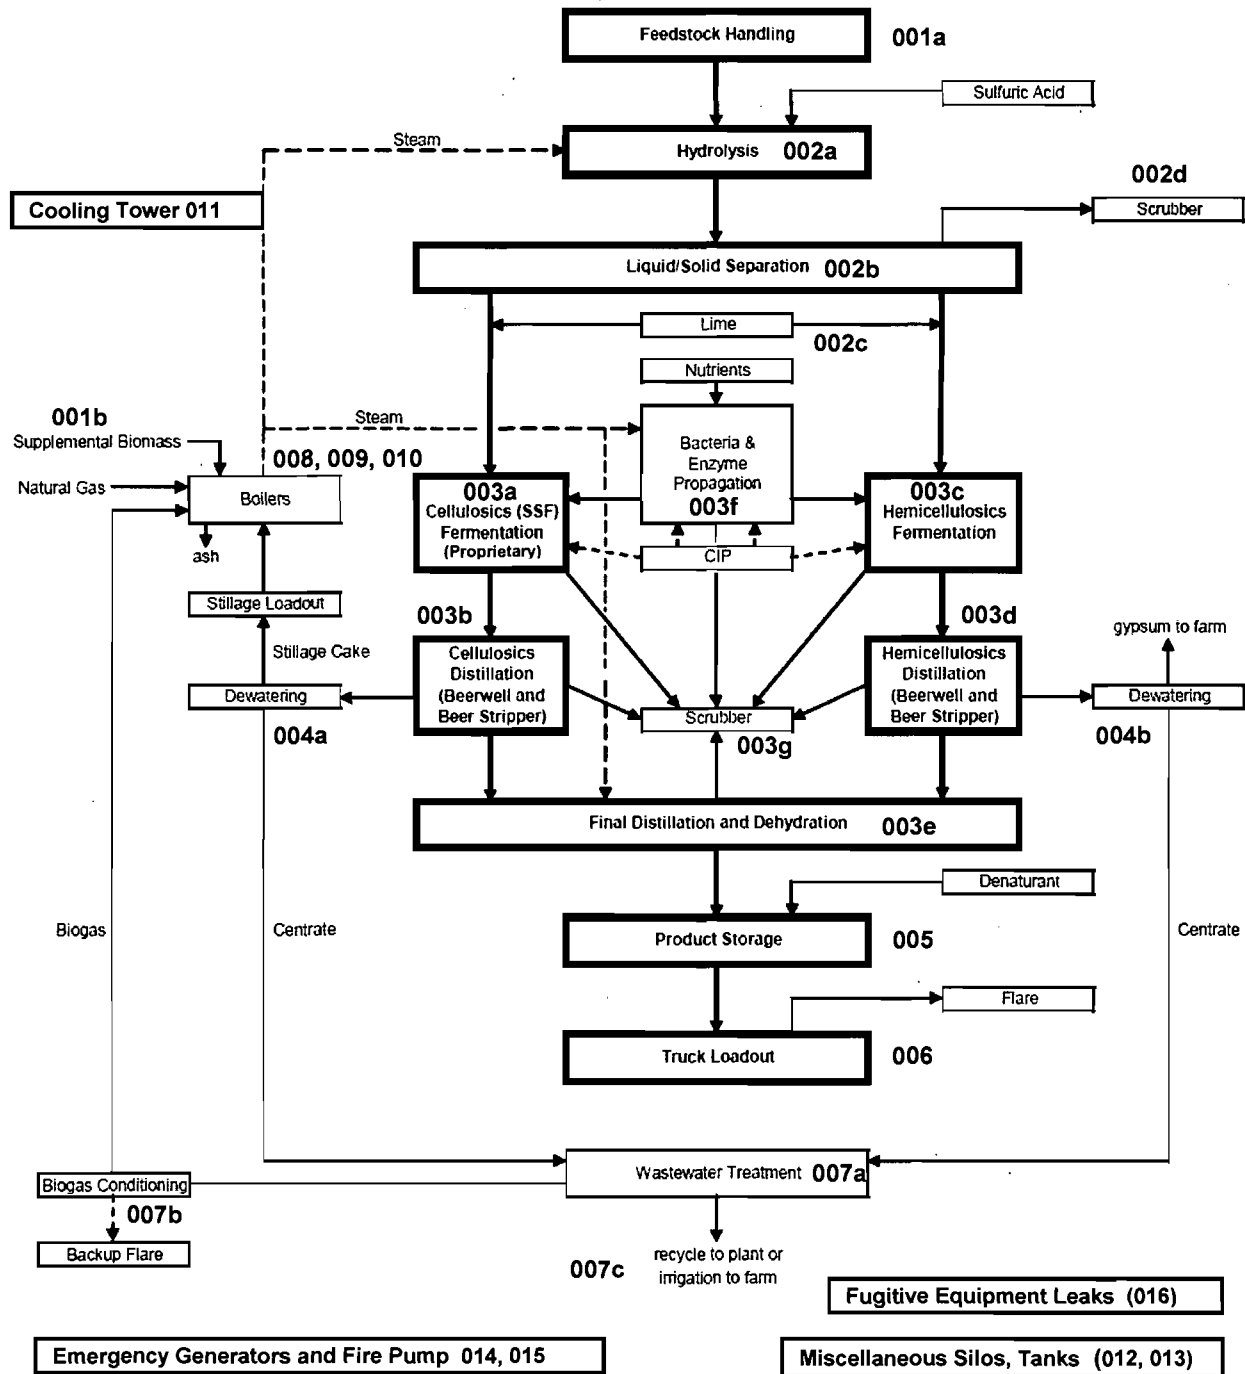 Feedstock Handling
001a
Sulfuric Acid
Steam
Hydrolysis 002a
002d
Cooling Tower 011
Scrubber
Liquid/Solid Separation 002b
Lime
002c
Nutrients
001b
Steam
Supplemental Biomass
008, 009, 010
Bacteria &
Enzyme
Propagation
003f
Natural Gas
Boilers
003a
Cellulosics (SSF)
Fermentation
(Proprietary)
003c
Hemicellulosics
Fermentation
ash
CIP
Stillage Loadout
003b
003d
gypsum to farm
Stillage Cake
Cellulosics
Distillation
(Beerwell and
Beer Stripper)
Hemicellulosics
Distillation
(Beerwell and
Beer Stripper)
Dewatering
Scrubber
Dewatering
004a
003g
004b
Final Distillation and Dehydration 003e
Denaturant
Biogas
Centrate
Product Storage
005
Centrate
Flare
Truck Loadout
006
Wastewater Treatment 007a
Biogas Conditioning
007b
Backup Flare
007c
recycle to plant or
irrigation to farm
Fugitive Equipment Leaks (016)
Emergency Generators and Fire Pump 014, 015
Miscellaneous Silos, Tanks (012, 013)